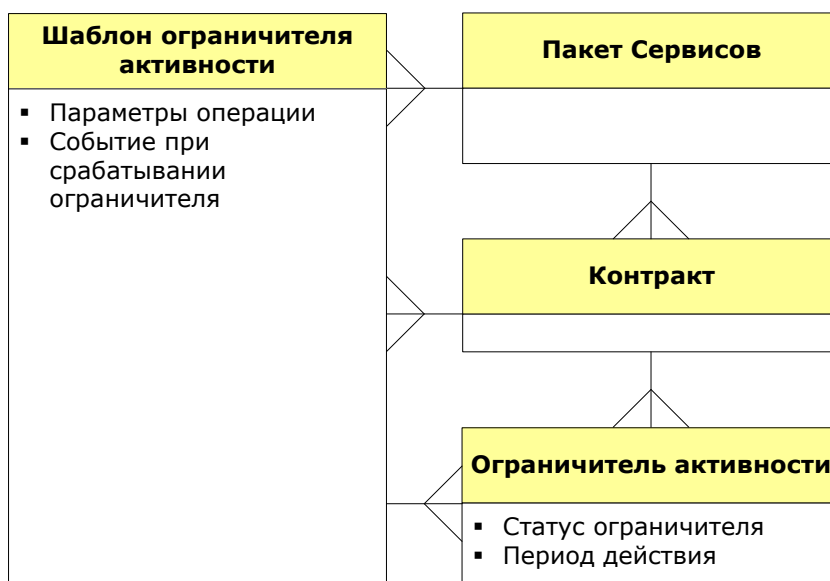 Шаблон ограничителя
активности
▪ Параметры операции
▪ Событие при
срабатывании
ограничителя
Пакет Сервисов
Контракт
Ограничитель активности
▪ Статус ограничителя
▪ Период действия